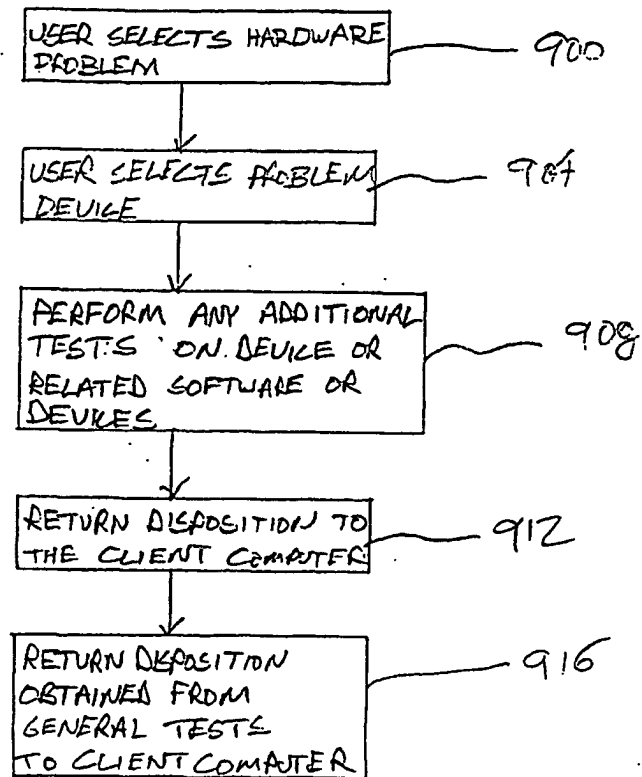 USER SELECTS HARDWARE
PROBLEM
900
USER SELECTS PROBLEM
DEVICE
904
PERFORM ANY ADDITIONAL
TESTS ON DEVICE OR
RELATED SOFTWARE OR
DEVICES
908
RETURN DISPOSITION TO
THE CLIENT COMPUTER
912
RETURN DISPOSITION
OBTAINED FROM
GENERAL TESTS
TO CLIENT COMPUTER
916